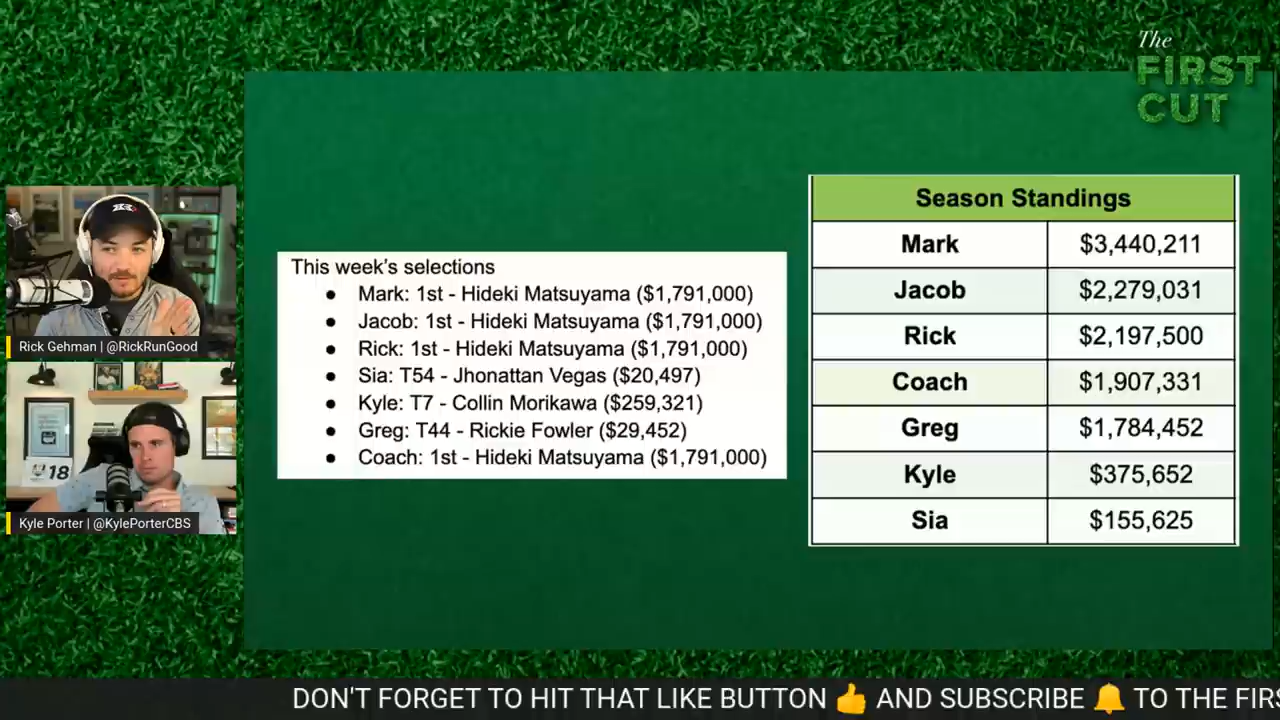 The
FIRST
CUT
This week's selections
● Mark: 1st - Hideki Matsuyama ($1,791,000)
● Jacob: 1st - Hideki Matsuyama ($1,791,000)
● Rick: 1st - Hideki Matsuyama ($1,791,000)
● Sia: T54 - Jhonattan Vegas ($20,497)
● Kyle: T7 - Collin Morikawa ($259,321)
● Greg: T44 - Rickie Fowler ($29,452)
● Coach: 1st - Hideki Matsuyama ($1,791,000)
Season Standings
Mark $3,440,211
Jacob $2,279,031
Rick $2,197,500
Coach $1,907,331
Greg $1,784,452
Kyle $375,652
Sia $155,625
Rick Gehman | @RickRunGood
18
Kyle Porter | @KylePorterCBS
DON'T FORGET TO HIT THAT LIKE BUTTON 👍 AND SUBSCRIBE 🔔 TO THE FIRS